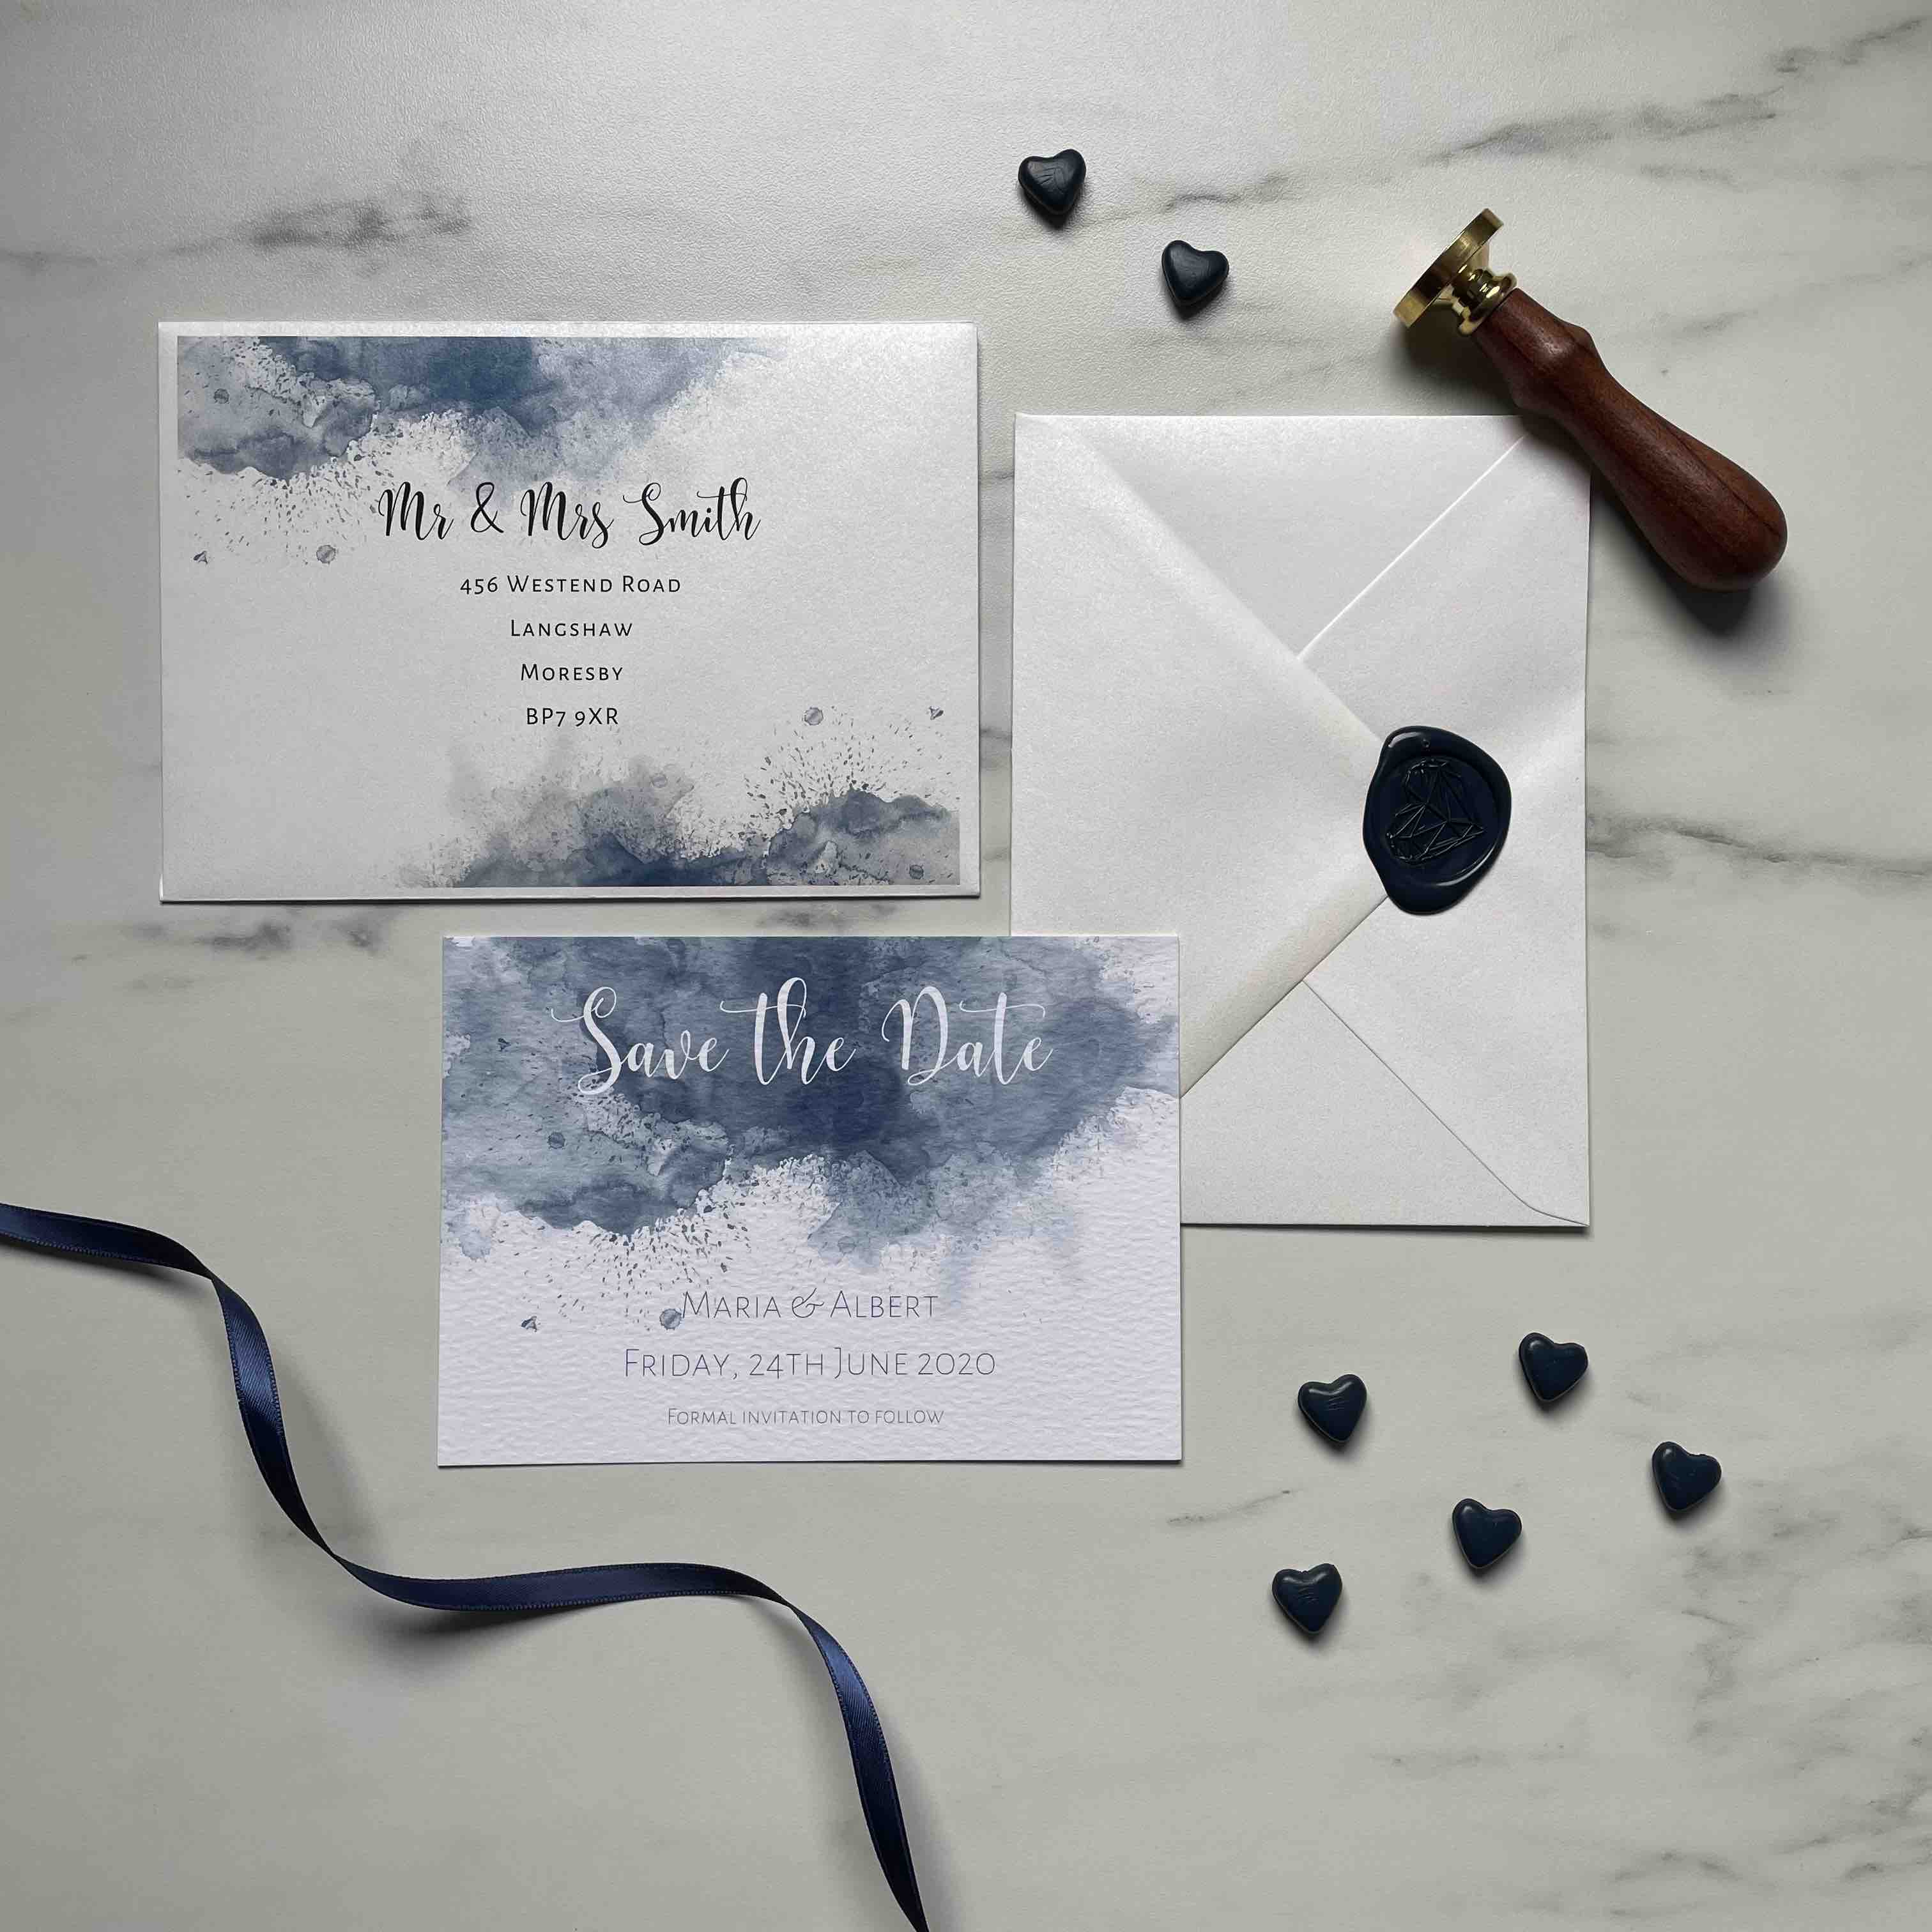 Mr & Mrs Smith
456 Westend Road
Langshaw
Moresby
BP7 9XR
Save the Date
Maria & Albert
Friday, 24th June 2020
Formal invitation to follow